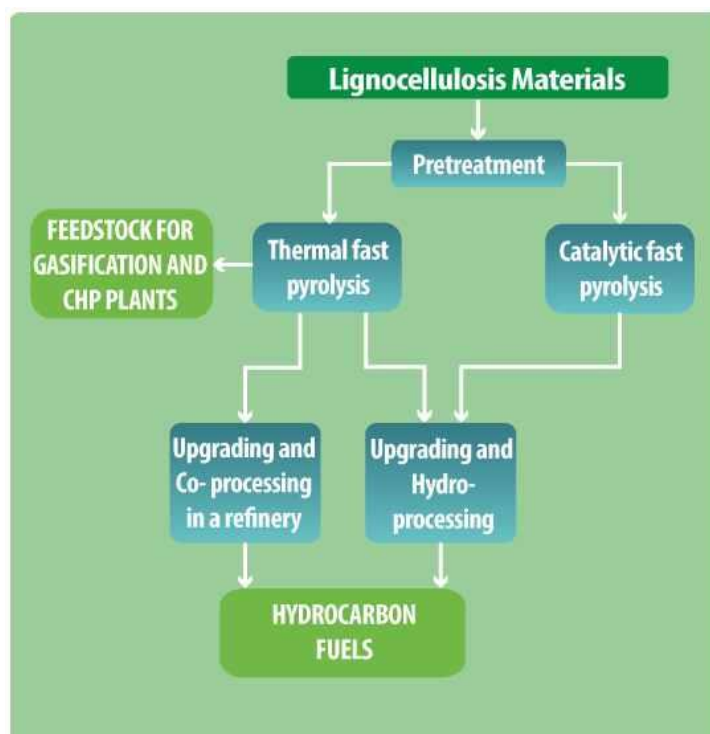 Lignocellulosis Materials
Pretreatment
FEEDSTOCK FOR
GASIFICATION AND
CHP PLANTS
Thermal fast
pyrolysis
Catalytic fast
pyrolysis
Upgrading and
Co- processing
in a refinery
Upgrading and
Hydro-
processing
HYDROCARBON
FUELS